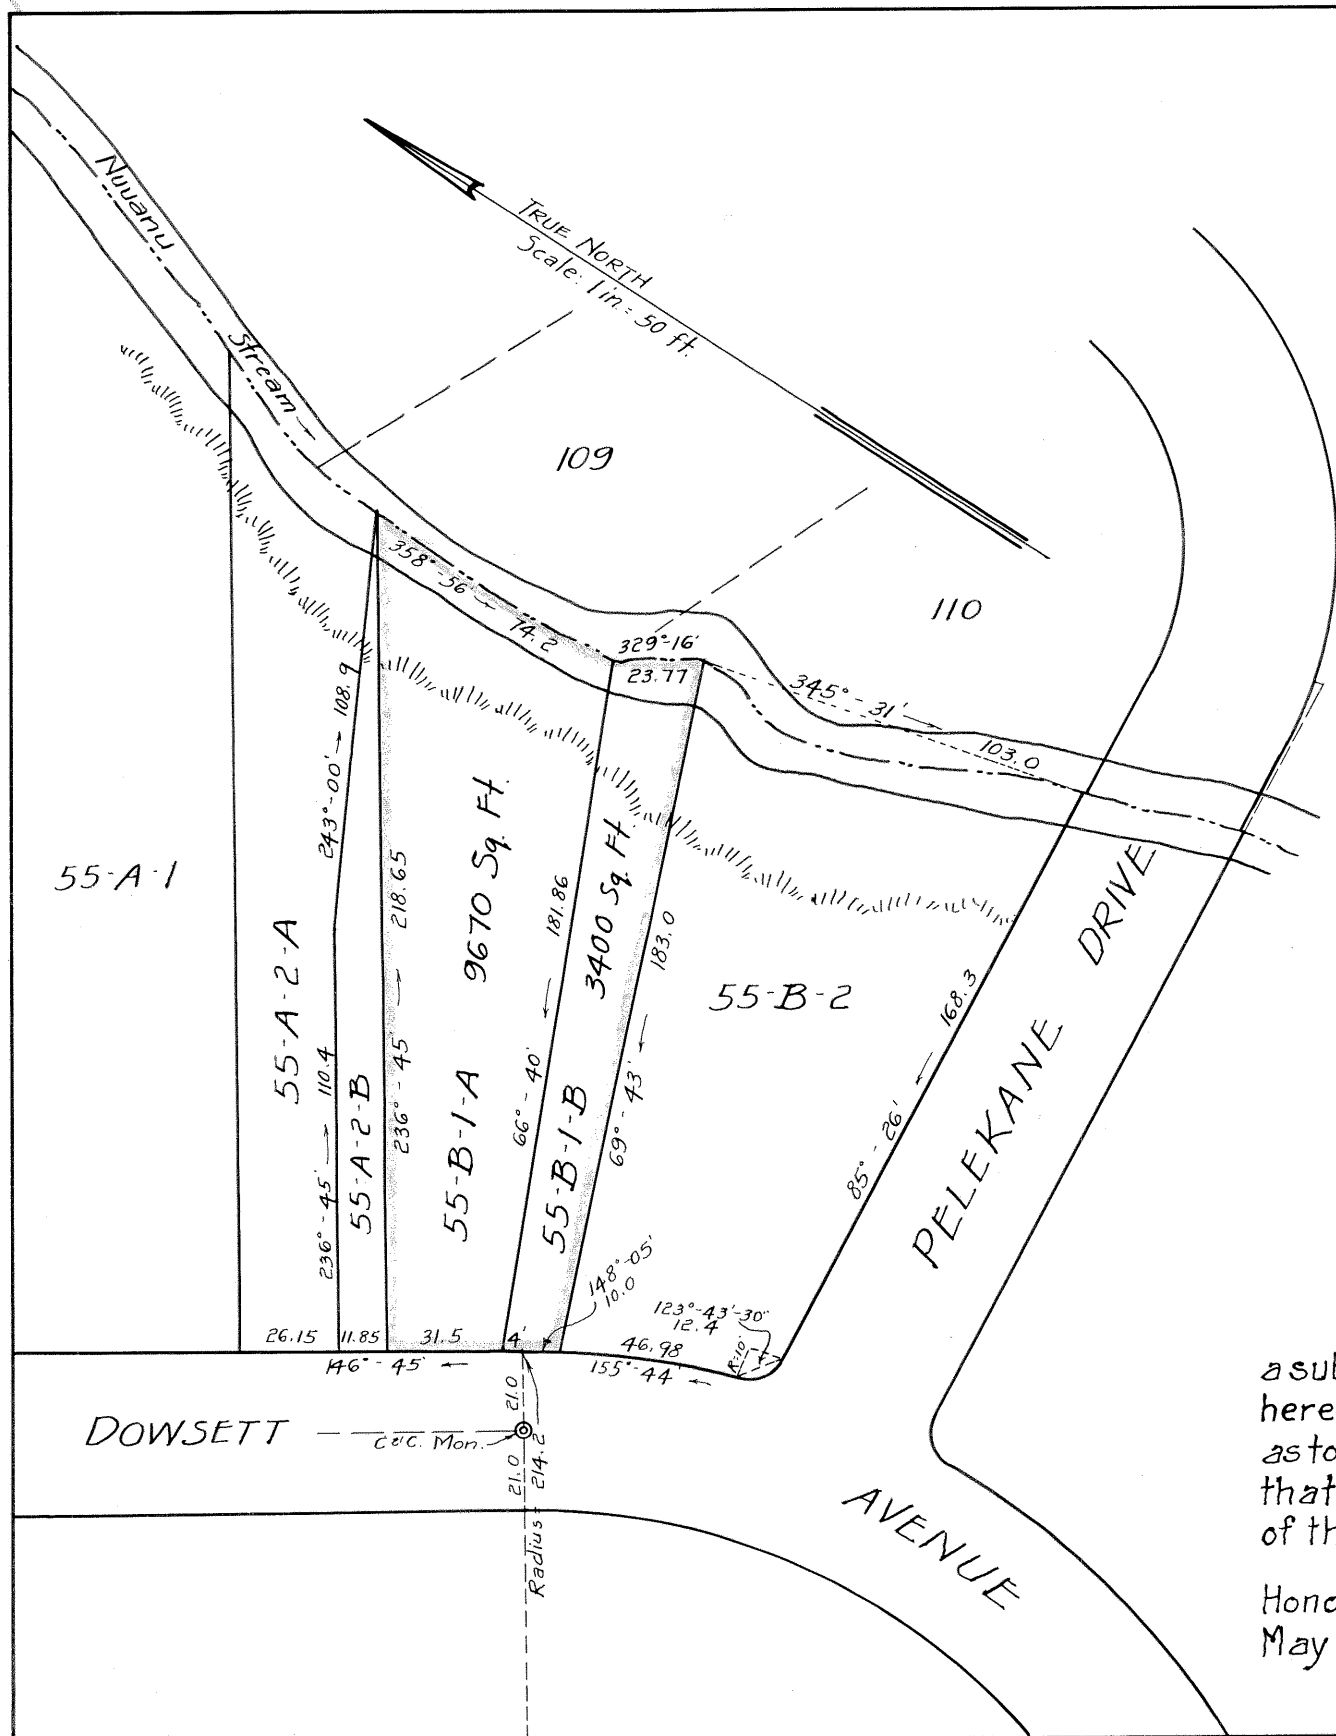 Nuuanu
Stream
TRUE NORTH
Scale: 1 in. = 50 ft.
109
110
358°-56'
74.2
329°-16'
23.77
345°-31'
103.0
243°-00' 108.9
55-A-1
55-A-2-A
236°-45' 110.4
55-A-2-B
236°-45' 218.65
55-B-1-A 9670 Sq. Ft.
66°-40' 181.86
55-B-1-B 3400 Sq. Ft.
69°-43' 183.0
55-B-2
85°-26' 168.3
PELEKANE DRIVE
148°-05'
10.0
123°-43'-30"
12.4
R=10'
26.15
11.85
31.5
4'
46.98
146°-45'
155°-44'
DOWSETT
C&C. Mon.
21.0
21.0
Radius= 214.2
AVENUE
a sub
here
as to
that
of th
Hono
May